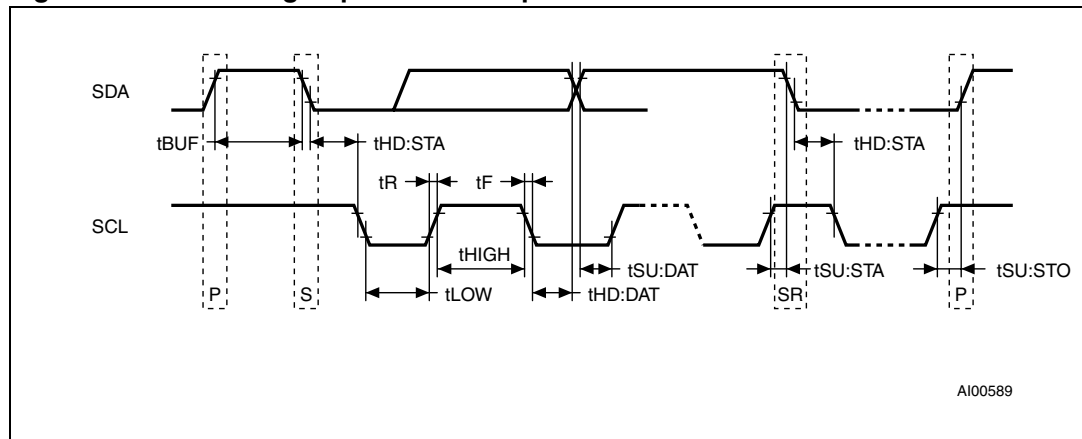 SDA
tBUF
tHD:STA
tHD:STA
tR
tF
SCL
tHIGH
tSU:DAT
tSU:STA
tSU:STO
P
S
tLOW
tHD:DAT
SR
P
AI00589